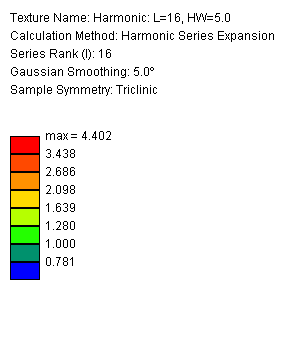 Texture Name: Harmonic: L=16, HW=5.0
Calculation Method: Harmonic Series Expansion
Series Rank (l): 16
Gaussian Smoothing: 5.0°
Sample Symmetry: Triclinic
max = 4.402
3.438
2.686
2.098
1.639
1.280
1.000
0.781